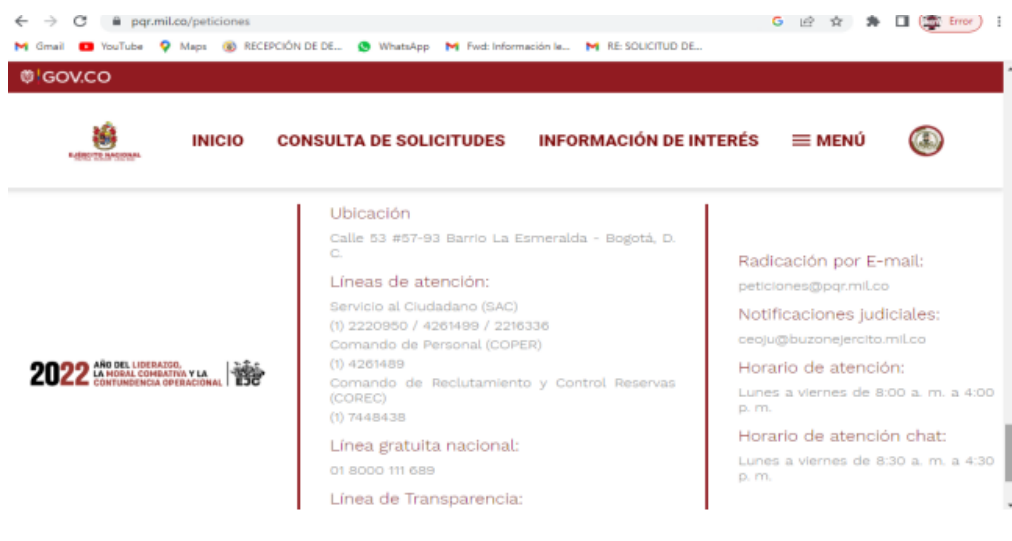 pqr.mil.co/peticiones
Error
Gmail
YouTube
Maps
RECEPCIÓN DE DE...
WhatsApp
Fwd: Información le...
RE: SOLICITUD DE...
GOV.CO
EJÉRCITO NACIONAL
INICIO
CONSULTA DE SOLICITUDES
INFORMACIÓN DE INTERÉS
MENÚ
2022 AÑO DEL LIDERAZGO,
LA MORAL COMBATIVA Y LA
CONTUNDENCIA OPERACIONAL
Ubicación
Calle 53 #57-93 Barrio La Esmeralda - Bogotá, D.
C.
Líneas de atención:
Servicio al Ciudadano (SAC)
(1) 2220950 / 4261499 / 2216336
Comando de Personal (COPER)
(1) 4261489
Comando de Reclutamiento y Control Reservas
(COREC)
(1) 7448438
Línea gratuita nacional:
01 8000 111 689
Línea de Transparencia:
Radicación por E-mail:
peticiones@pqr.mil.co
Notificaciones judiciales:
ceoju@buzonejercito.mil.co
Horario de atención:
Lunes a viernes de 8:00 a. m. a 4:00
p. m.
Horario de atención chat:
Lunes a viernes de 8:30 a. m. a 4:30
p. m.